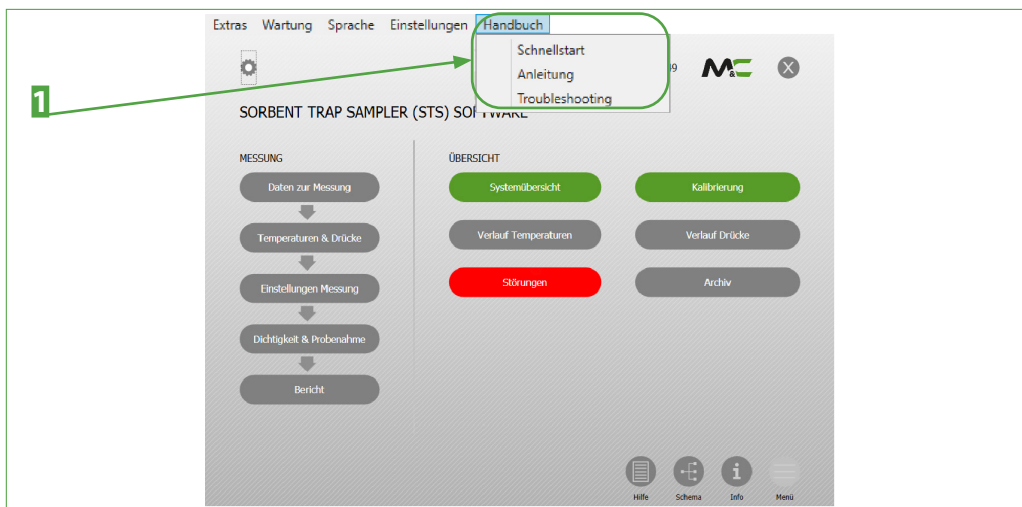 Extras Wartung Sprache Einstellungen Handbuch
Schnellstart
Anleitung
Troubleshooting
1
M&C
X
SORBENT TRAP SAMPLER (STS) SOFTWARE
MESSUNG
Daten zur Messung
Temperaturen & Drücke
Einstellungen Messung
Dichtigkeit & Probenahme
Bericht
ÜBERSICHT
Systemübersicht
Kalibrierung
Verlauf Temperaturen
Verlauf Drücke
Störungen
Archiv
Hilfe
Schema
Info
Menü